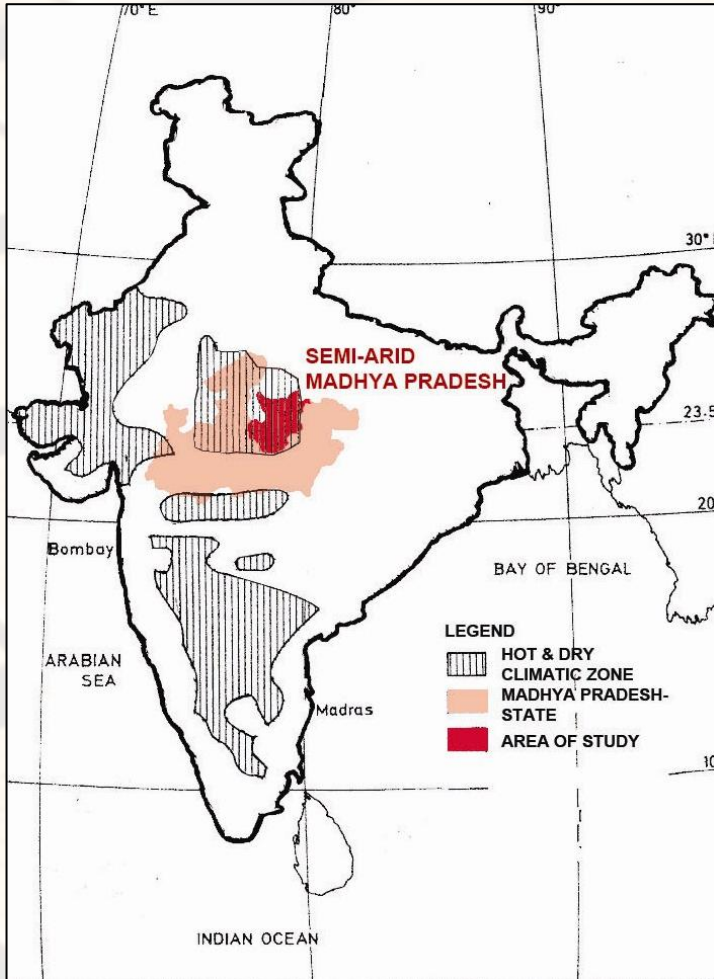 70°E
80°
90°
30°
SEMI-ARID
MADHYA PRADESH
23.5
20
Bombay
BAY OF BENGAL
LEGEND
HOT & DRY
CLIMATIC ZONE
ARABIAN
SEA
MADHYA PRADESH-
STATE
Madras
AREA OF STUDY
10
INDIAN OCEAN